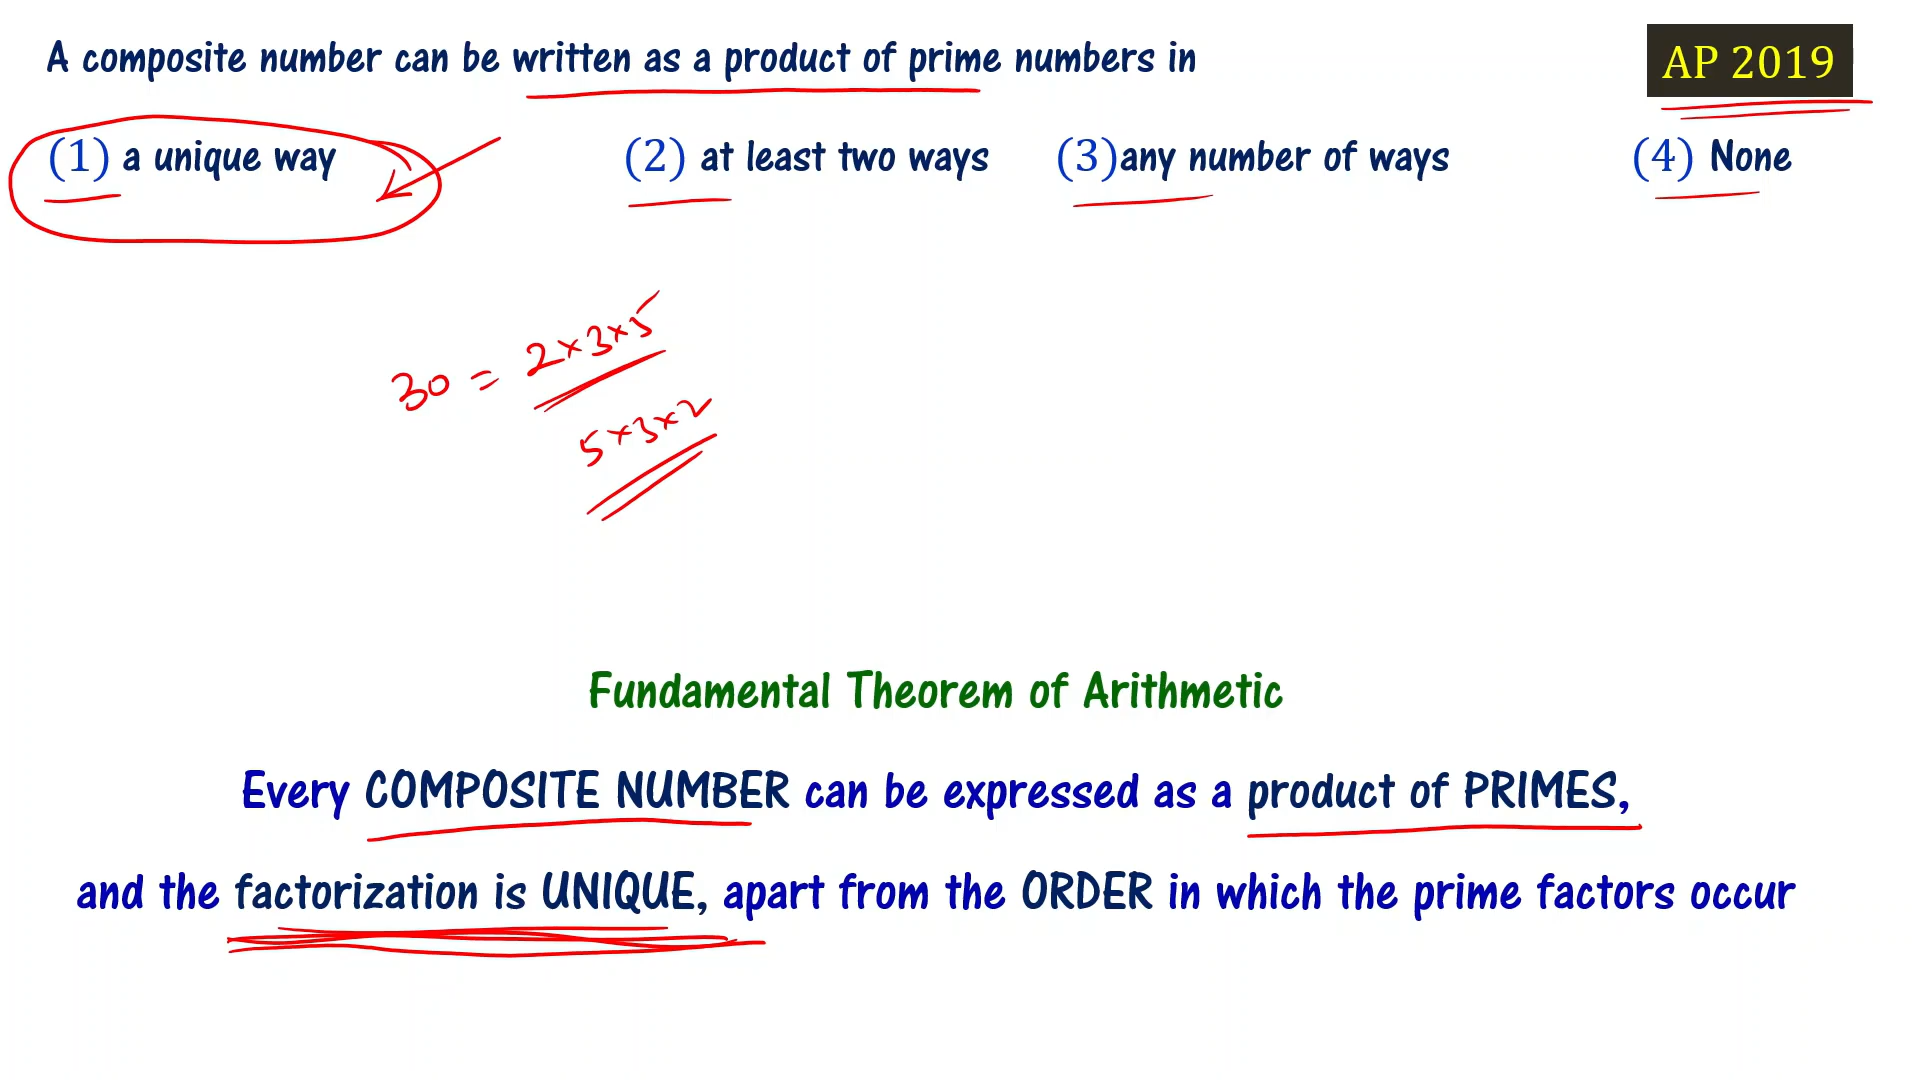 A composite number can be written as a product of prime numbers in
AP 2019
(1) a unique way (2) at least two ways (3)any number of ways (4) None
30 = 2×3×5
5×3×2
Fundamental Theorem of Arithmetic
Every COMPOSITE NUMBER can be expressed as a product of PRIMES,
and the factorization is UNIQUE, apart from the ORDER in which the prime factors occur